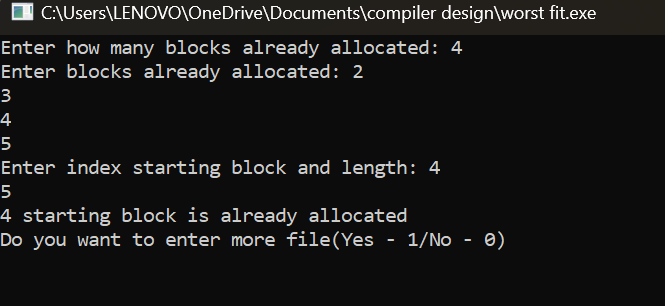 C:\Users\LENOVO\OneDrive\Documents\compiler design\worst fit.exe
Enter how many blocks already allocated: 4
Enter blocks already allocated: 2
3
4
5
Enter index starting block and length: 4
5
4 starting block is already allocated
Do you want to enter more file(Yes - 1/No - 0)